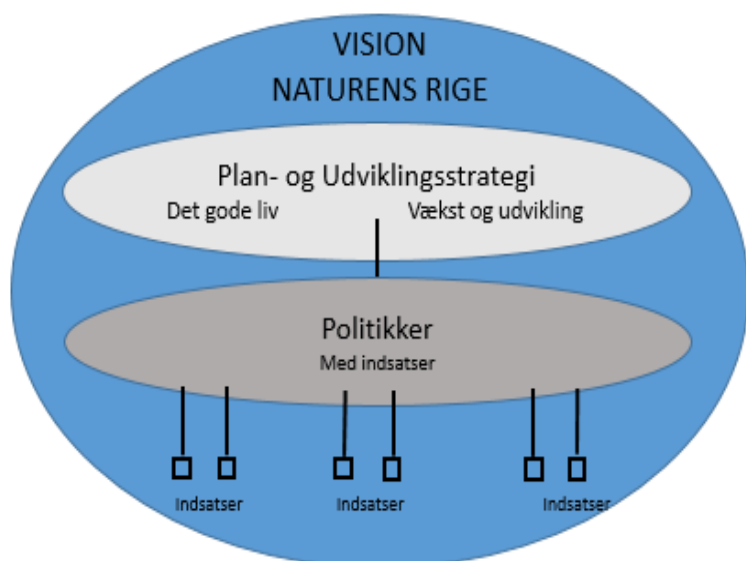 VISION
NATURENS RIGE
Plan- og Udviklingsstrategi
Det gode liv Vækst og udvikling
Politikker
Med indsatser
Indsatser Indsatser Indsatser